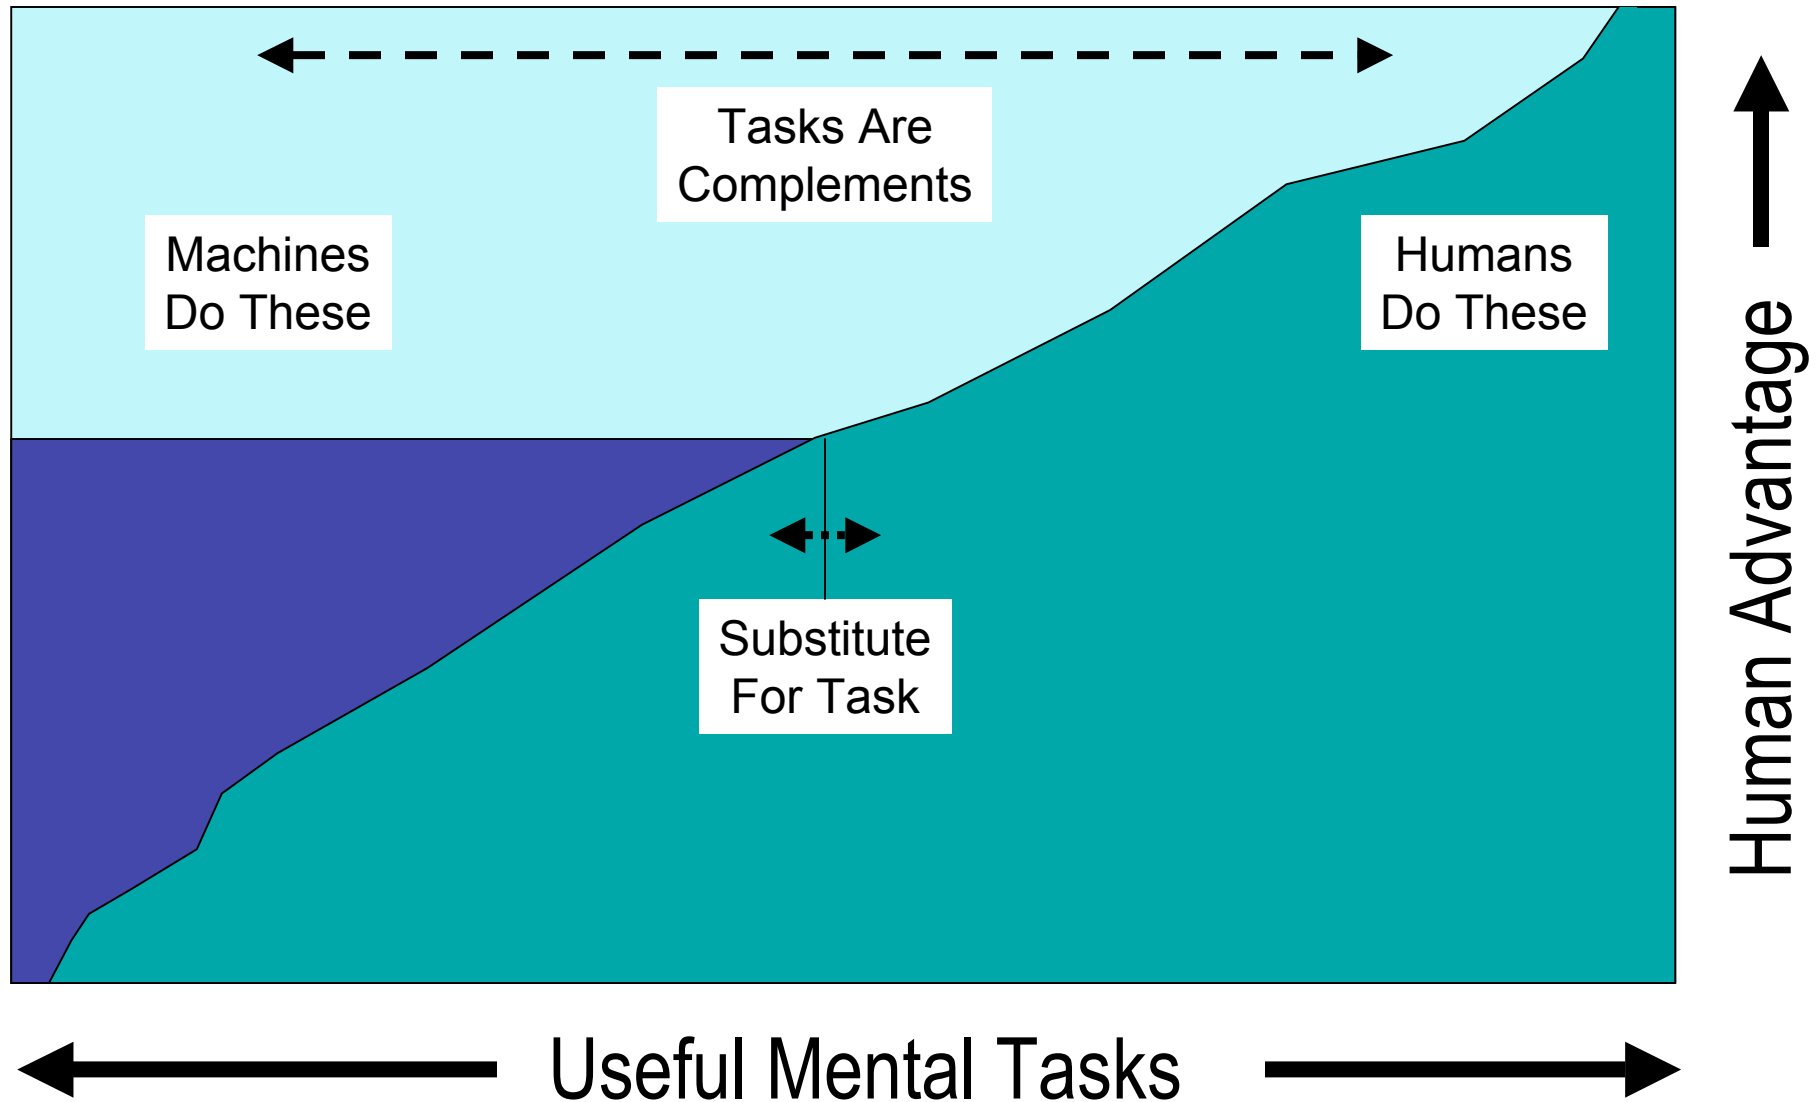 Tasks Are
Complements
Machines
Do These
Humans
Do These
Substitute
For Task
Human Advantage
Useful Mental Tasks